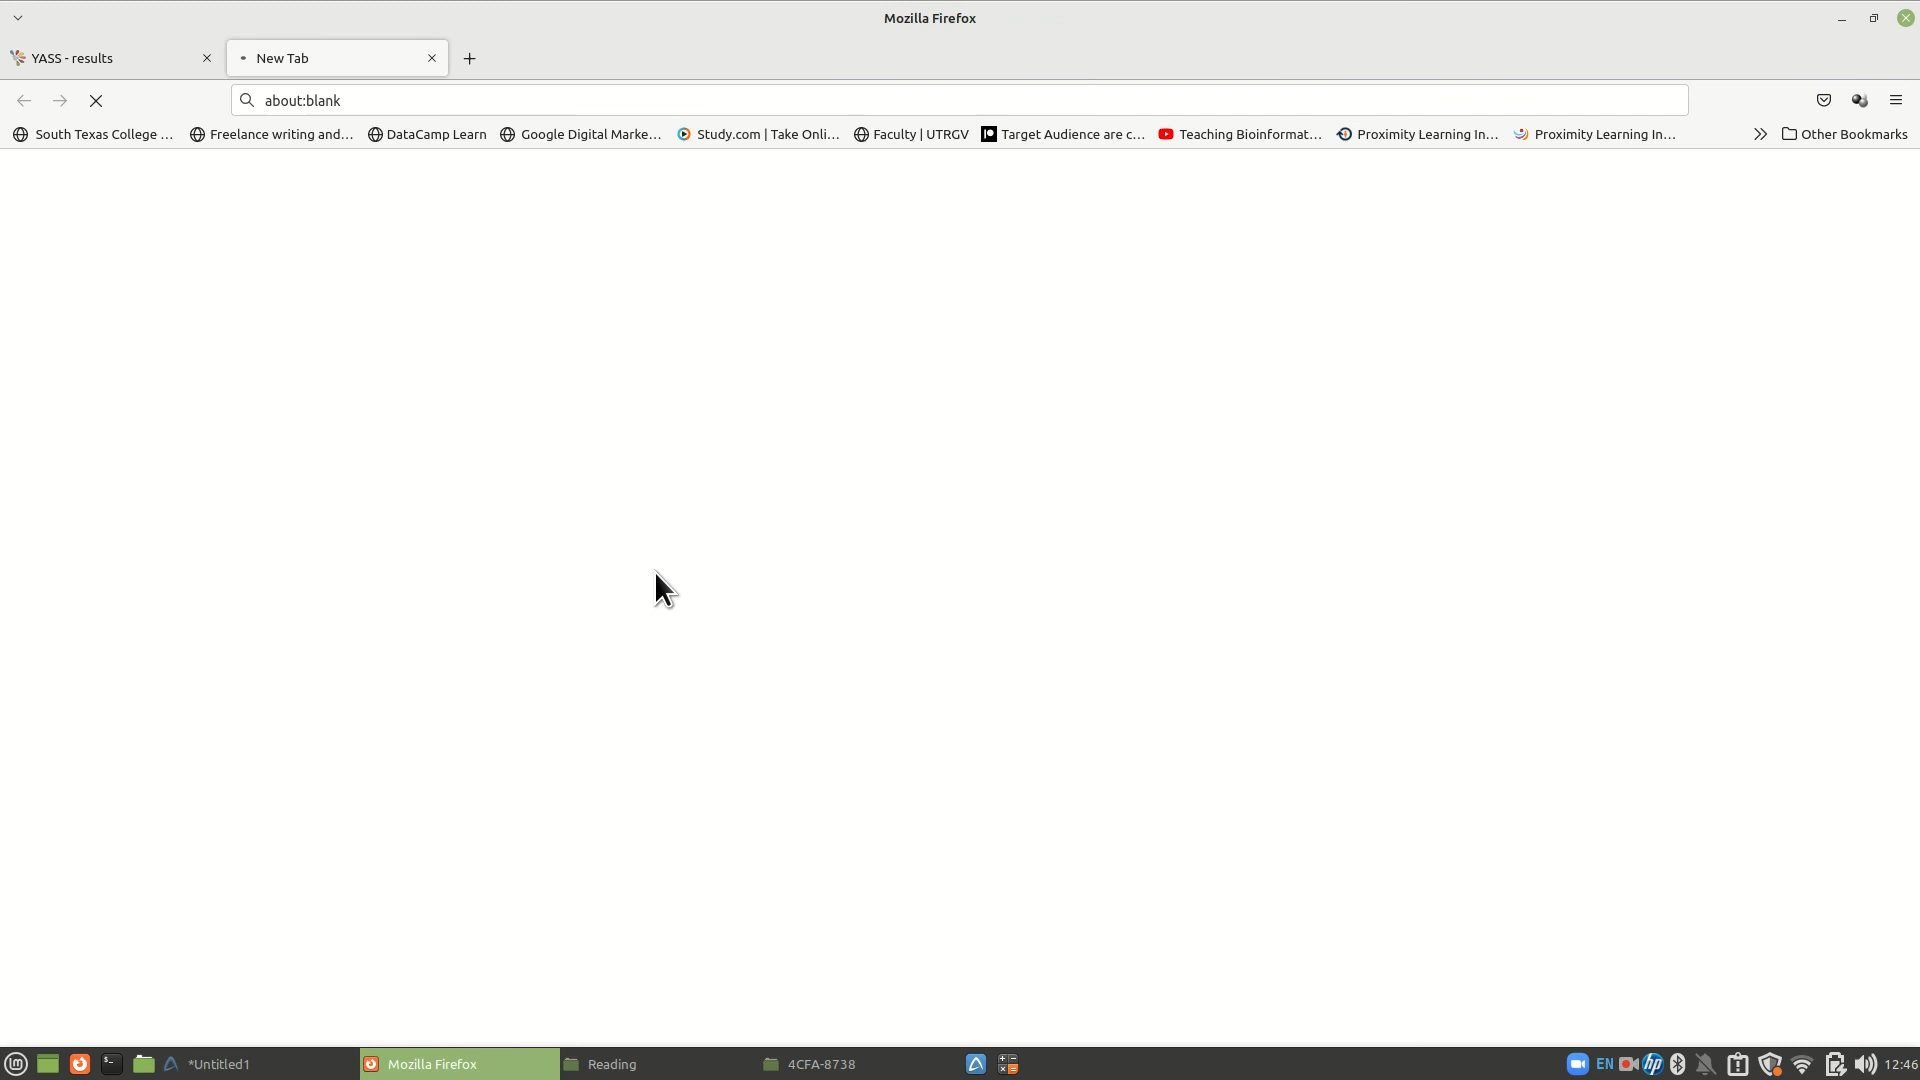 Mozilla Firefox
YASS - results
New Tab
about:blank
South Texas College ...
Freelance writing and...
DataCamp Learn
Google Digital Marke...
Study.com | Take Onli...
Faculty | UTRGV
Target Audience are c...
Teaching Bioinformat...
Proximity Learning In...
Proximity Learning In...
Other Bookmarks
*Untitled1
Mozilla Firefox
Reading
4CFA-8738
EN
hp
12:46